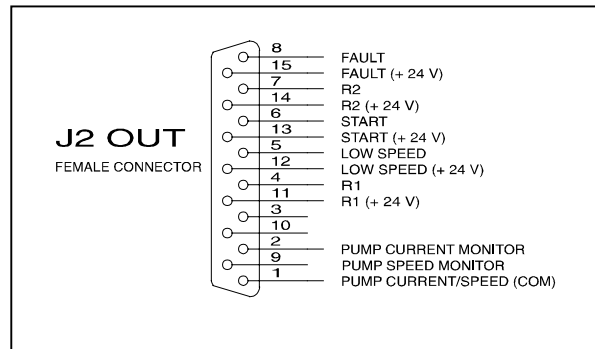 8 FAULT
15 FAULT (+ 24 V)
7 R2
14 R2 (+ 24 V)
6 START
13 START (+ 24 V)
J2 OUT
5 LOW SPEED
FEMALE CONNECTOR
12 LOW SPEED (+ 24 V)
4 R1
11 R1 (+ 24 V)
3
10
2 PUMP CURRENT MONITOR
9 PUMP SPEED MONITOR
1 PUMP CURRENT/SPEED (COM)